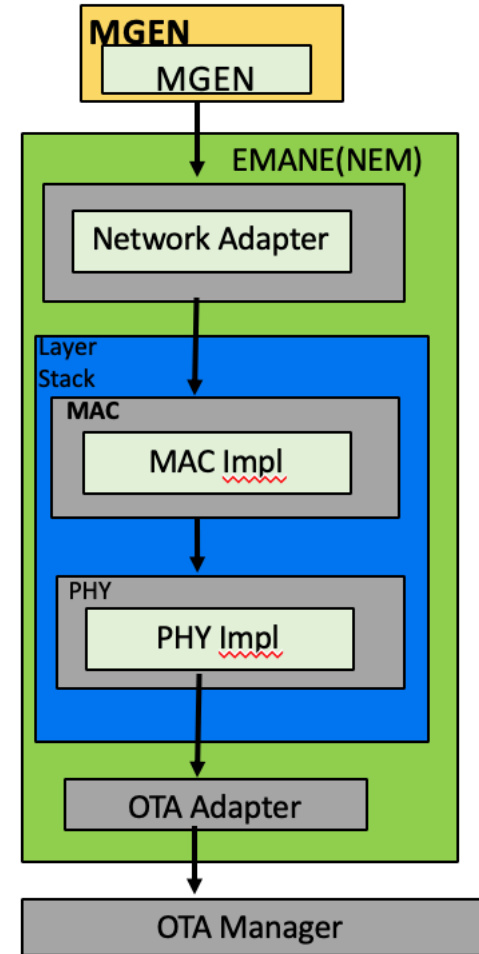 MGEN
MGEN
EMANE(NEM)
Network Adapter
Layer
Stack
MAC
MAC Impl
PHY
PHY Impl
OTA Adapter
OTA Manager